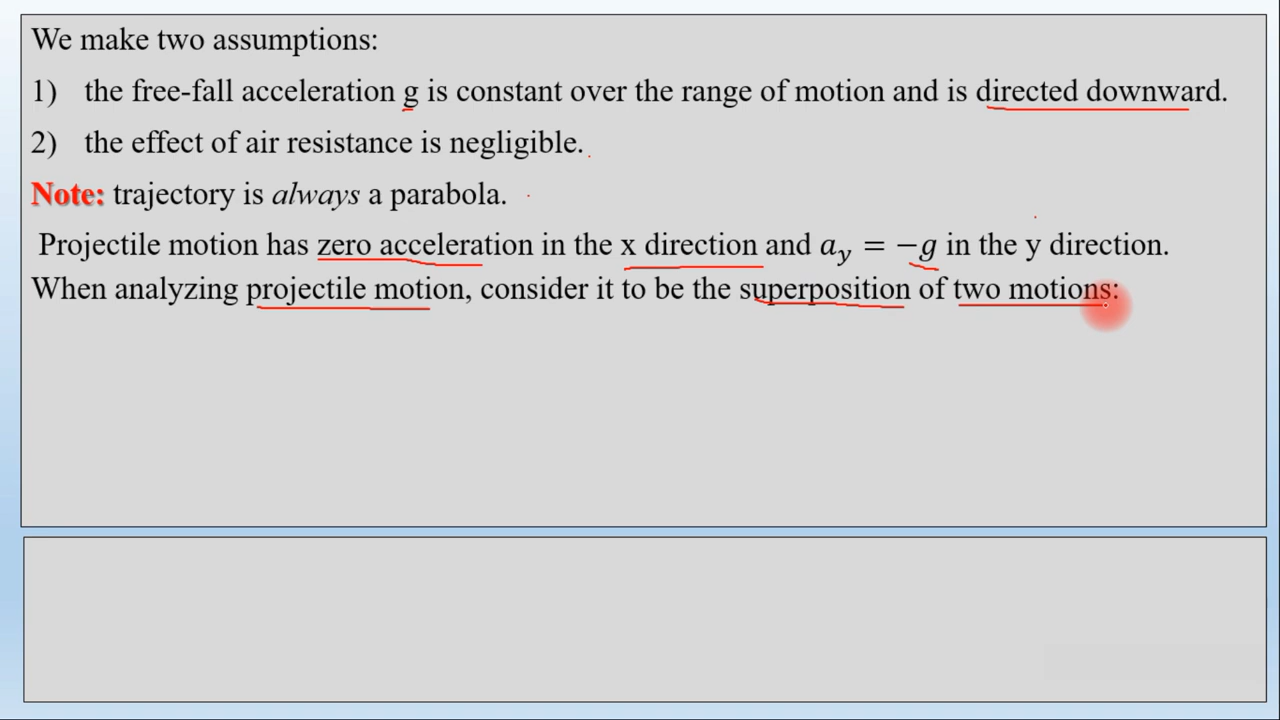 We make two assumptions:
1) the free-fall acceleration g is constant over the range of motion and is directed downward.
2) the effect of air resistance is negligible.
Note: trajectory is always a parabola.
Projectile motion has zero acceleration in the x direction and a_y = −g in the y direction.
When analyzing projectile motion, consider it to be the superposition of two motions: